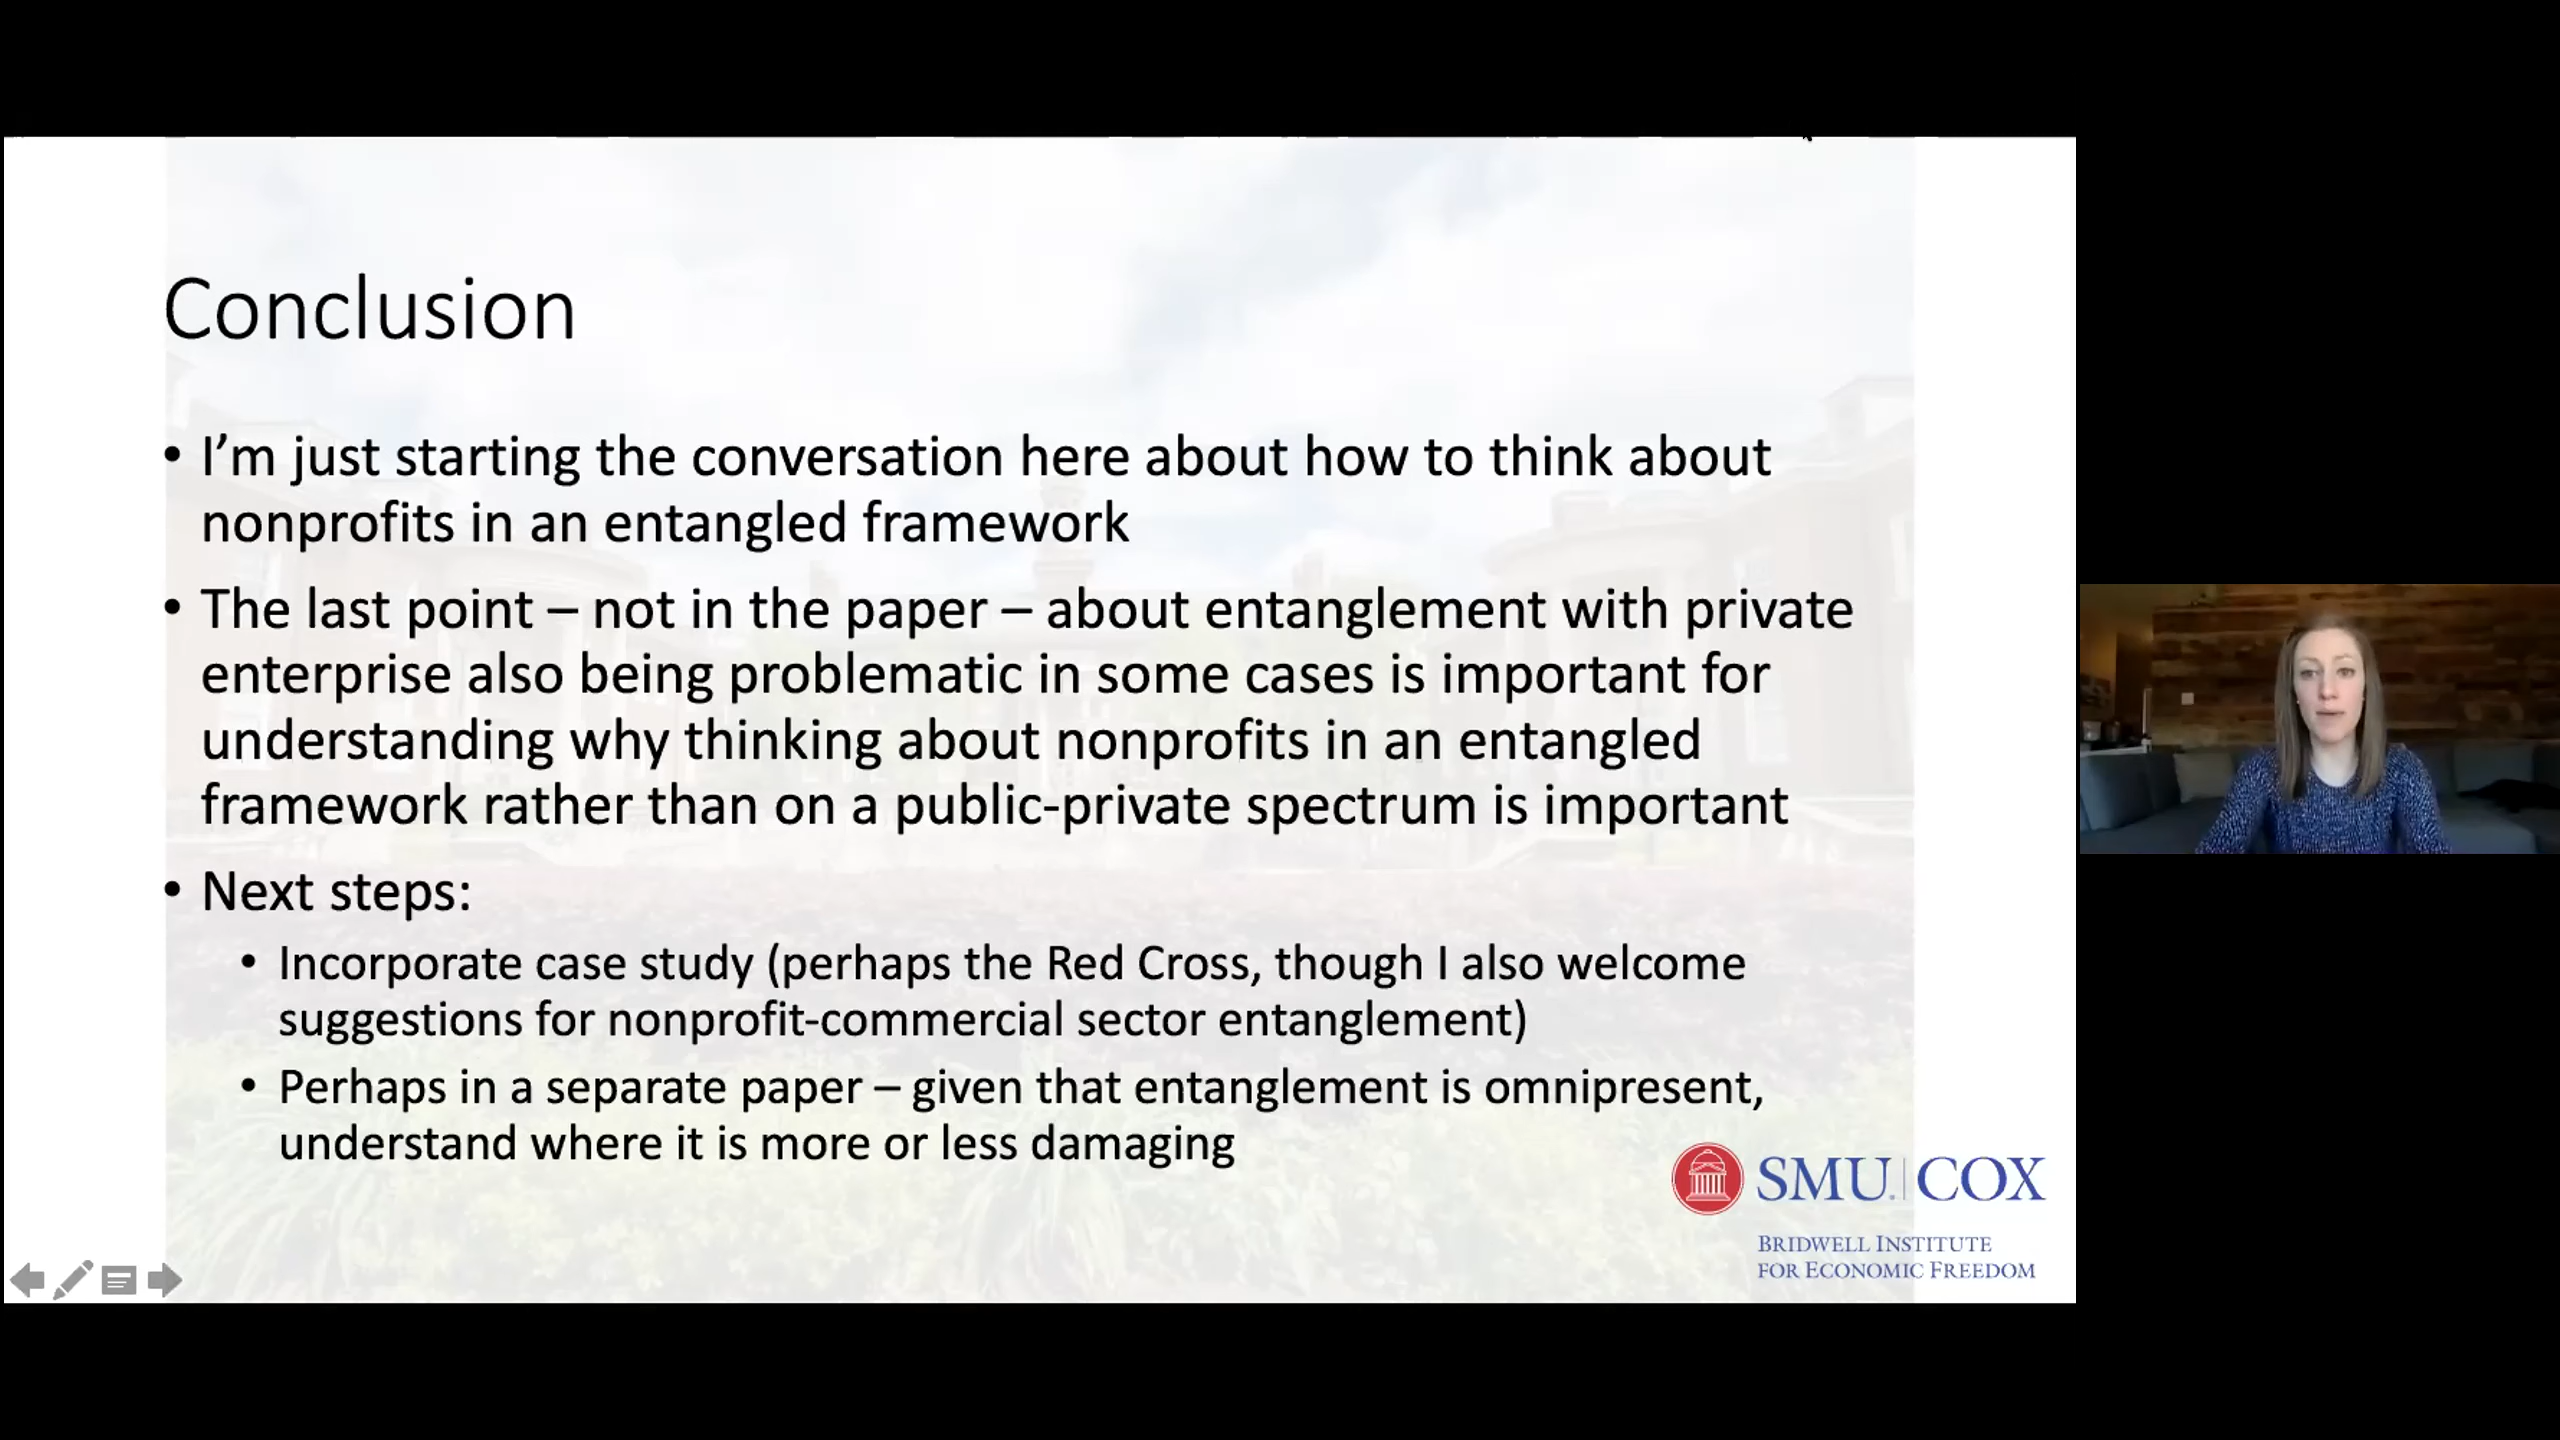 Conclusion
• I’m just starting the conversation here about how to think about
nonprofits in an entangled framework
• The last point – not in the paper – about entanglement with private
enterprise also being problematic in some cases is important for
understanding why thinking about nonprofits in an entangled
framework rather than on a public-private spectrum is important
• Next steps:
• Incorporate case study (perhaps the Red Cross, though I also welcome
suggestions for nonprofit-commercial sector entanglement)
• Perhaps in a separate paper – given that entanglement is omnipresent,
understand where it is more or less damaging
SMU. | COX
BRIDWELL INSTITUTE
FOR ECONOMIC FREEDOM